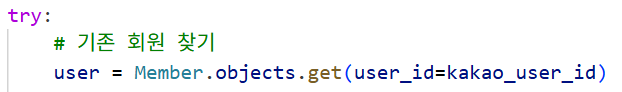 try:
# 기존 회원 찾기
user = Member.objects.get(user_id=kakao_user_id)